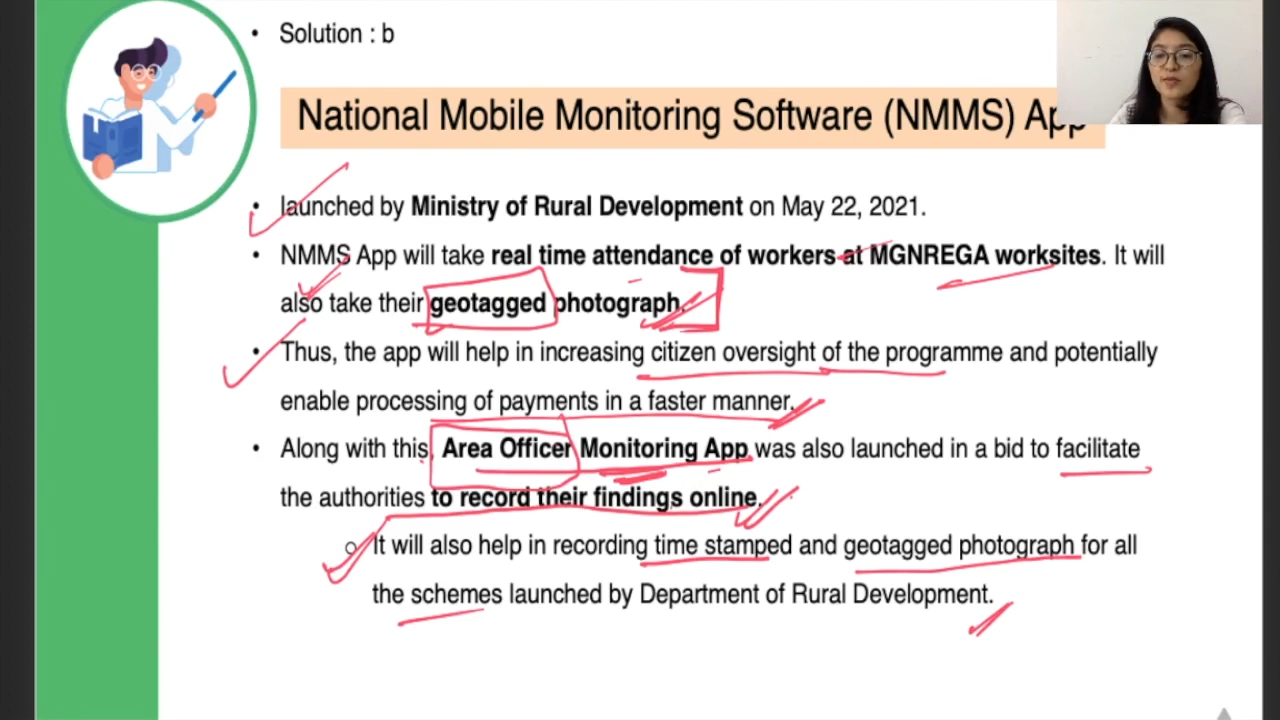 Solution : b
National Mobile Monitoring Software (NMMS) App
launched by Ministry of Rural Development on May 22, 2021.
NMMS App will take real time attendance of workers at MGNREGA worksites. It will
also take their geotagged photograph.
Thus, the app will help in increasing citizen oversight of the programme and potentially
enable processing of payments in a faster manner.
Along with this, Area Officer Monitoring App was also launched in a bid to facilitate
the authorities to record their findings online.
It will also help in recording time stamped and geotagged photograph for all
the schemes launched by Department of Rural Development.